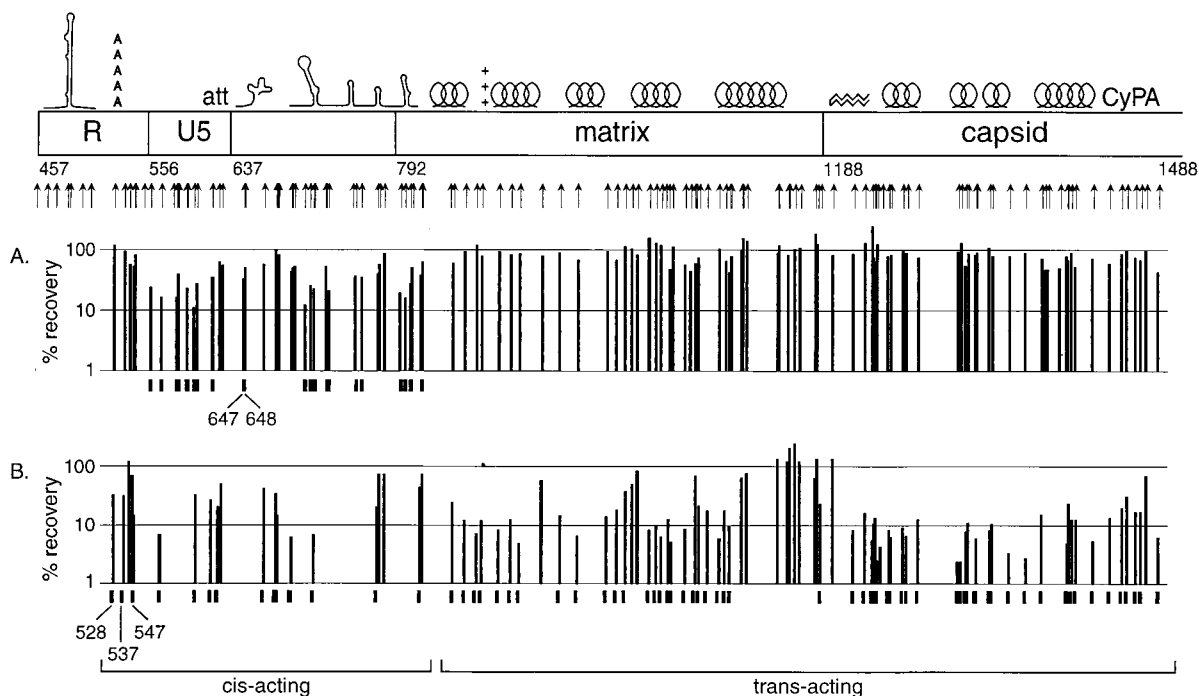 A
A
A
A
A
att
+
+
+
CyPA
R U5 matrix capsid
457 556 637 792 1188 1488
A.
% recovery
100
10
1
647 648
B.
% recovery
100
10
1
528 547
537
cis-acting trans-acting